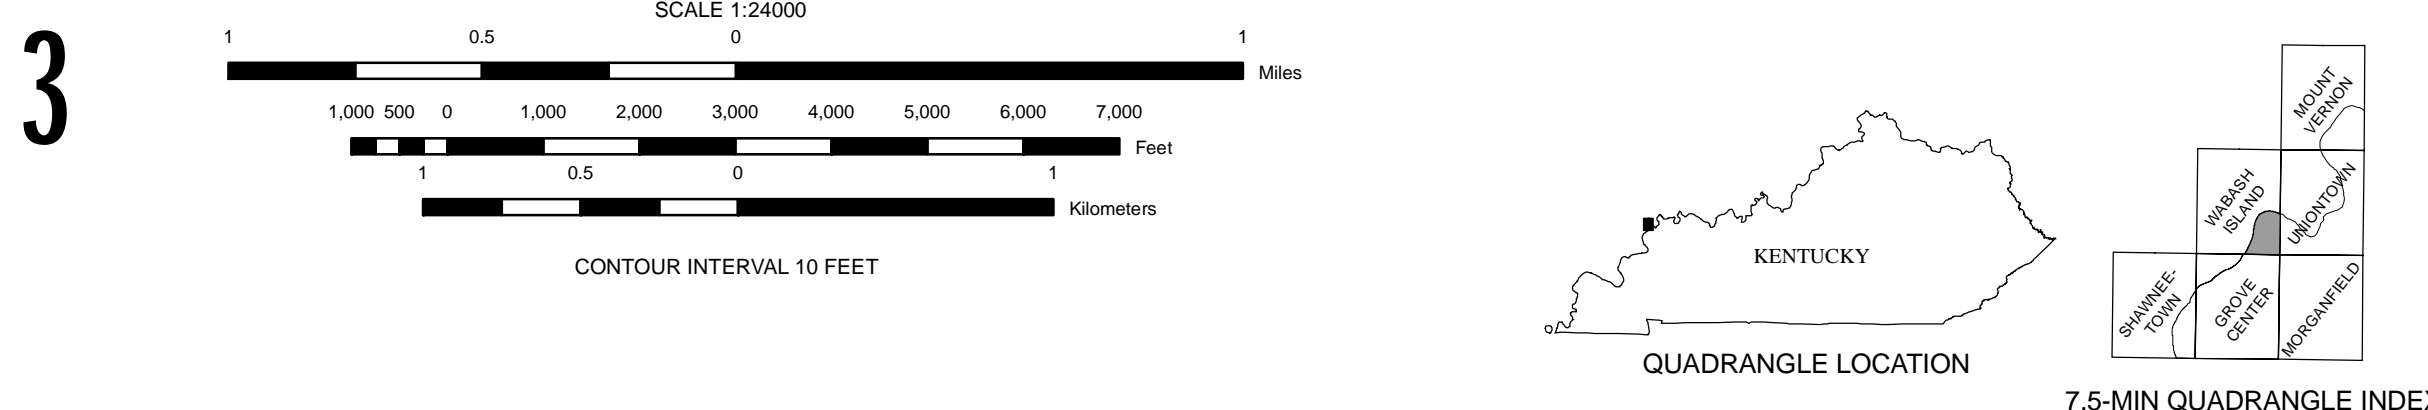 3
SCALE 1:24000
1 0.5 0 1
Miles
1,000 500 0 1,000 2,000 3,000 4,000 5,000 6,000 7,000
Feet
1 0.5 0 1
Kilometers
CONTOUR INTERVAL 10 FEET
KENTUCKY
QUADRANGLE LOCATION
MOUNT
VERNON
WABASH
ISLAND
UNIONTOWN
SHAWNEE-
TOWN
GROVE
CENTER
MORGANFIELD
7.5-MIN QUADRANGLE INDEX